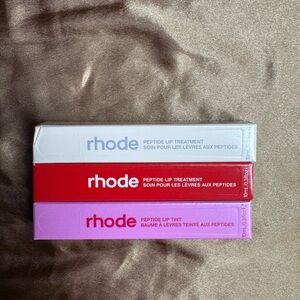 rhode
PEPTIDE LIP TREATMENT
SOIN POUR LES LÈVRES AUX PEPTIDES
rhode
PEPTIDE LIP TREATMENT
SOIN POUR LES LÈVRES AUX PEPTIDES
rhode
PEPTIDE LIP TINT
BAUME À LÈVRES TEINTÉ AUX PEPTIDES